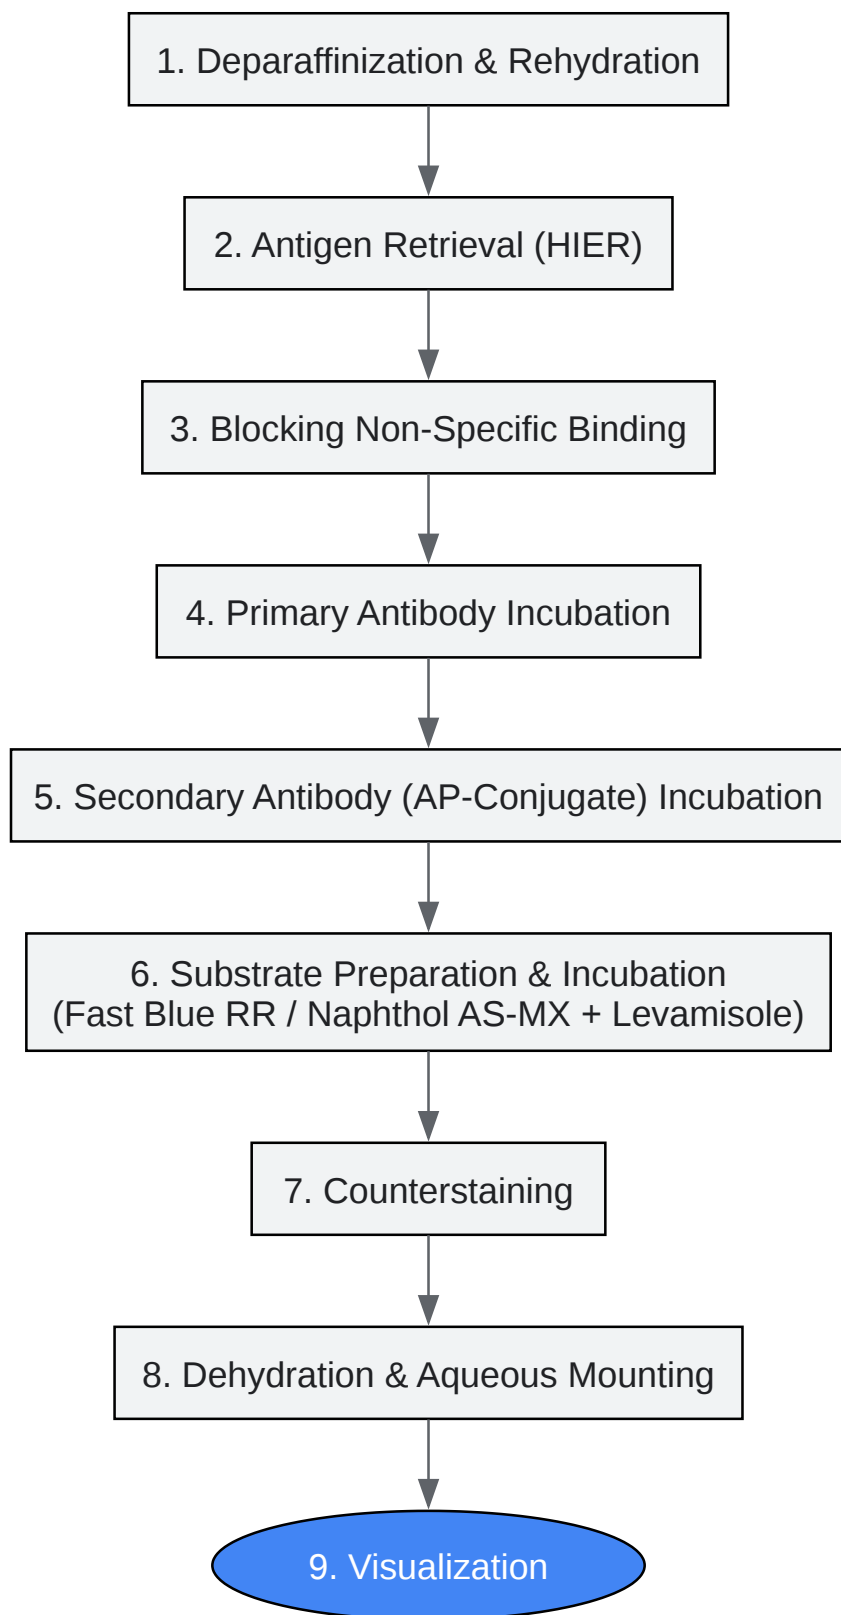 1. Deparaffinization & Rehydration
2. Antigen Retrieval (HIER)
3. Blocking Non-Specific Binding
4. Primary Antibody Incubation
5. Secondary Antibody (AP-Conjugate) Incubation
6. Substrate Preparation & Incubation
(Fast Blue RR / Naphthol AS-MX + Levamisole)
7. Counterstaining
8. Dehydration & Aqueous Mounting
9. Visualization